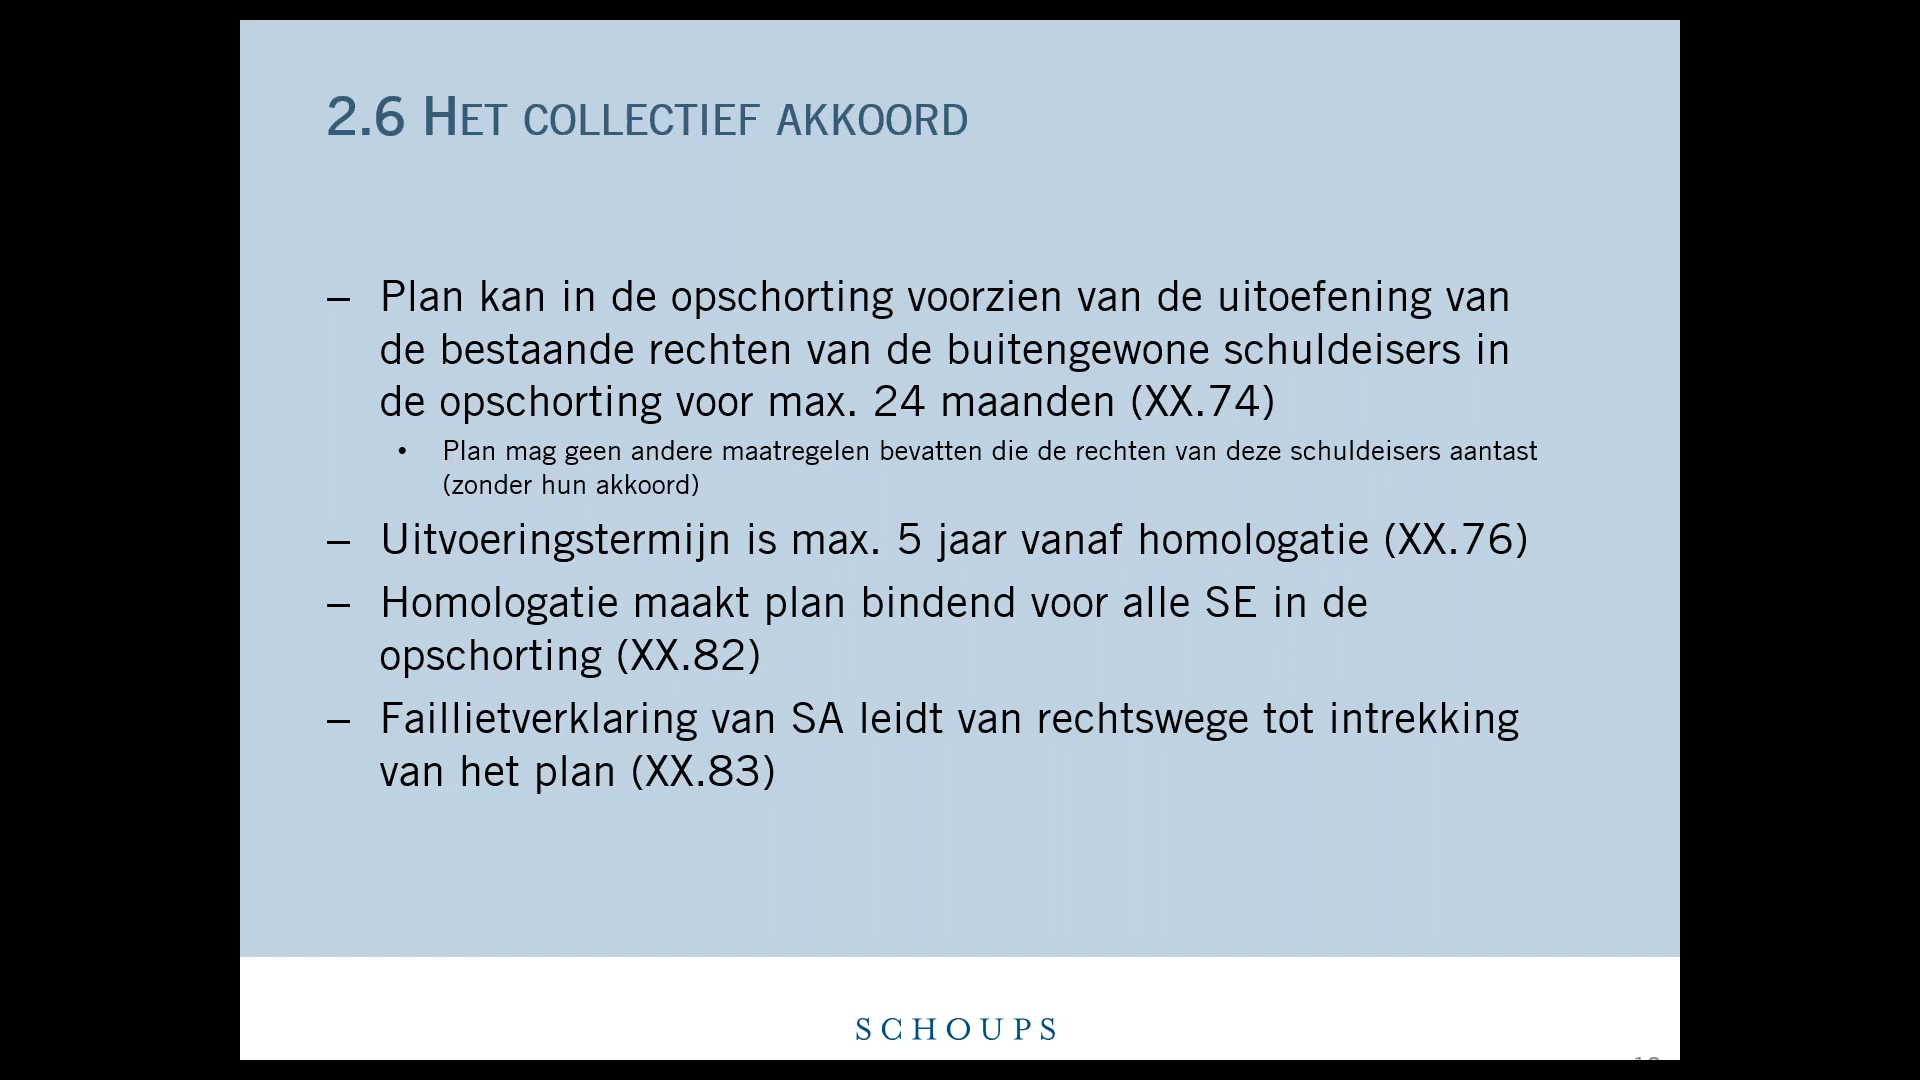 2.6 Het collectief akkoord
– Plan kan in de opschorting voorzien van de uitoefening van
de bestaande rechten van de buitengewone schuldeisers in
de opschorting voor max. 24 maanden (XX.74)
• Plan mag geen andere maatregelen bevatten die de rechten van deze schuldeisers aantast
(zonder hun akkoord)
– Uitvoeringstermijn is max. 5 jaar vanaf homologatie (XX.76)
– Homologatie maakt plan bindend voor alle SE in de
opschorting (XX.82)
– Faillietverklaring van SA leidt van rechtswege tot intrekking
van het plan (XX.83)
SCHOUPS